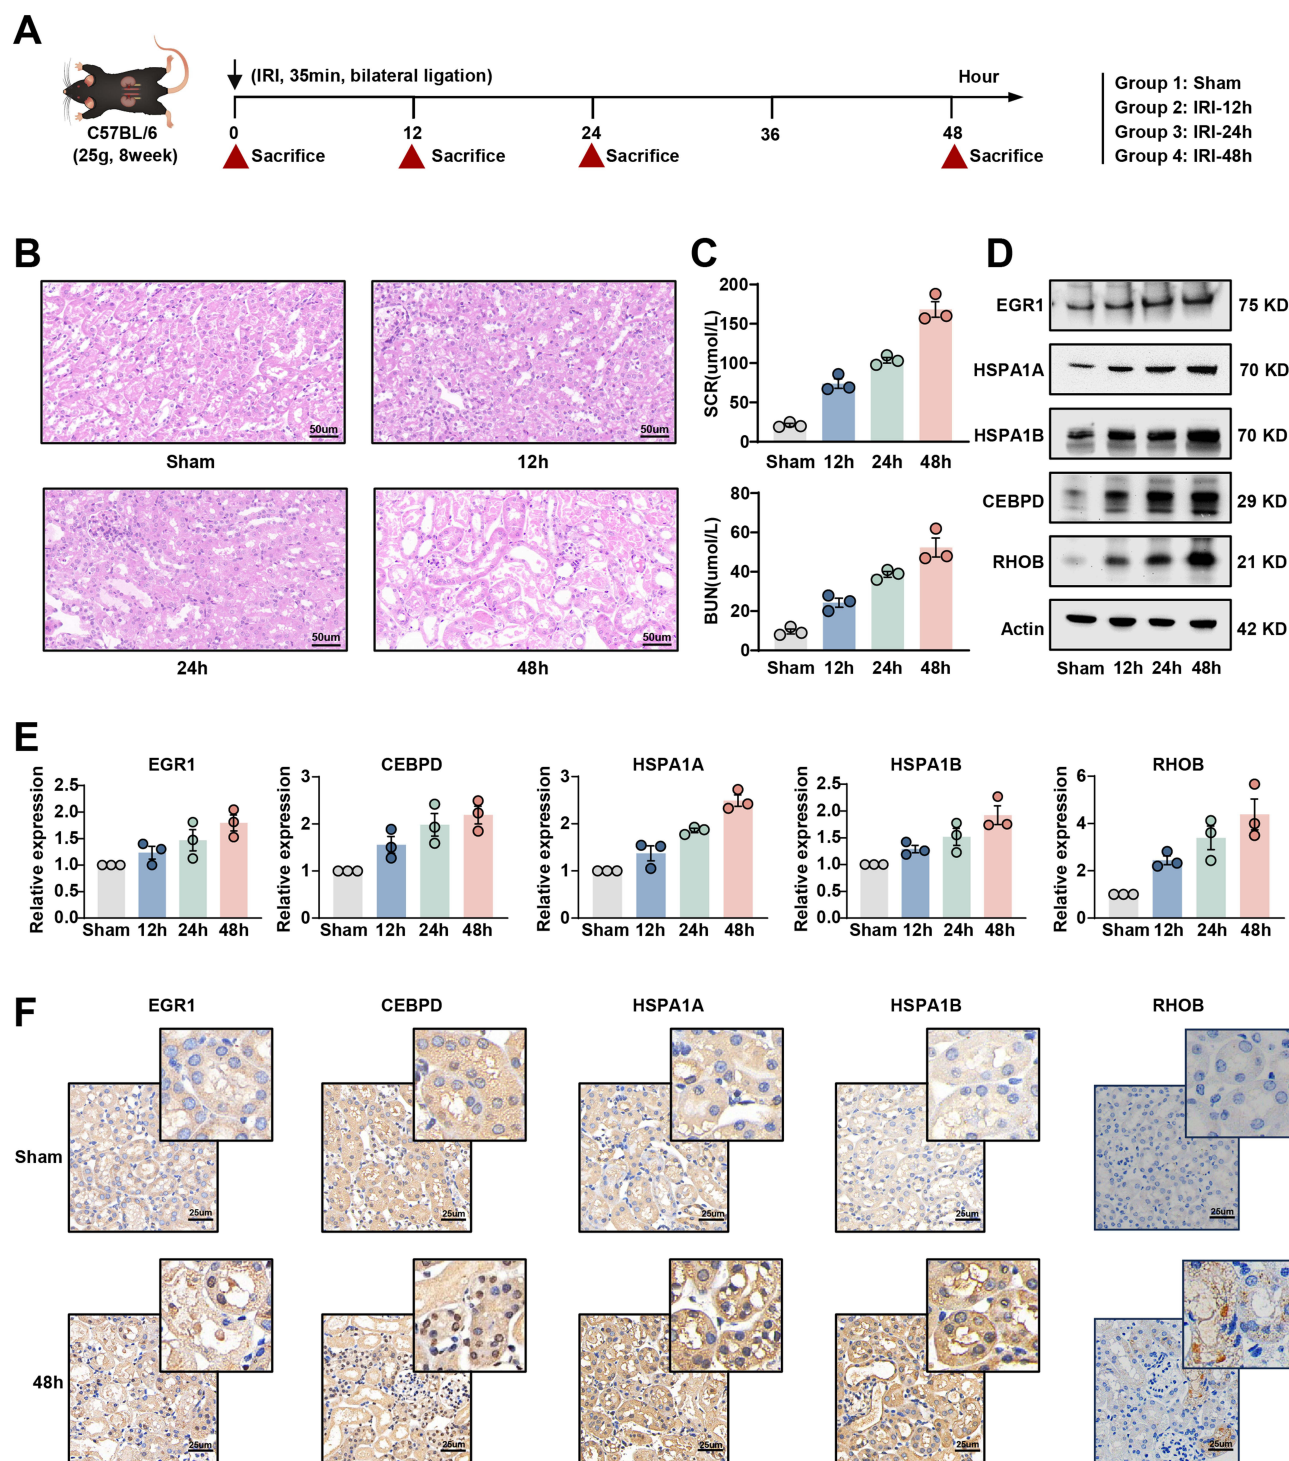 A
(IRI, 35min, bilateral ligation)
Hour
C57BL/6
(25g, 8week)
0
12
24
36
48
Sacrifice
Sacrifice
Sacrifice
Sacrifice
Group 1: Sham
Group 2: IRI-12h
Group 3: IRI-24h
Group 4: IRI-48h
B
50um
50um
Sham
12h
50um
50um
24h
48h
C
SCR(umol/L)
200
150
100
50
0
Sham 12h 24h 48h
BUN(umol/L)
80
60
40
20
0
Sham 12h 24h 48h
D
EGR1 75 KD
HSPA1A 70 KD
HSPA1B 70 KD
CEBPD 29 KD
RHOB 21 KD
Actin 42 KD
Sham 12h 24h 48h
E
EGR1
Relative expression
2.5
2.0
1.5
1.0
0.5
0.0
Sham 12h 24h 48h
CEBPD
Relative expression
3
2
1
0
Sham 12h 24h 48h
HSPA1A
Relative expression
3
2
1
0
Sham 12h 24h 48h
HSPA1B
Relative expression
2.5
2.0
1.5
1.0
0.5
0.0
Sham 12h 24h 48h
RHOB
Relative expression
6
4
2
0
Sham 12h 24h 48h
F
EGR1 CEBPD HSPA1A HSPA1B RHOB
Sham
25um
25um
25um
25um
25um
48h
25um
25um
25um
25um
25um